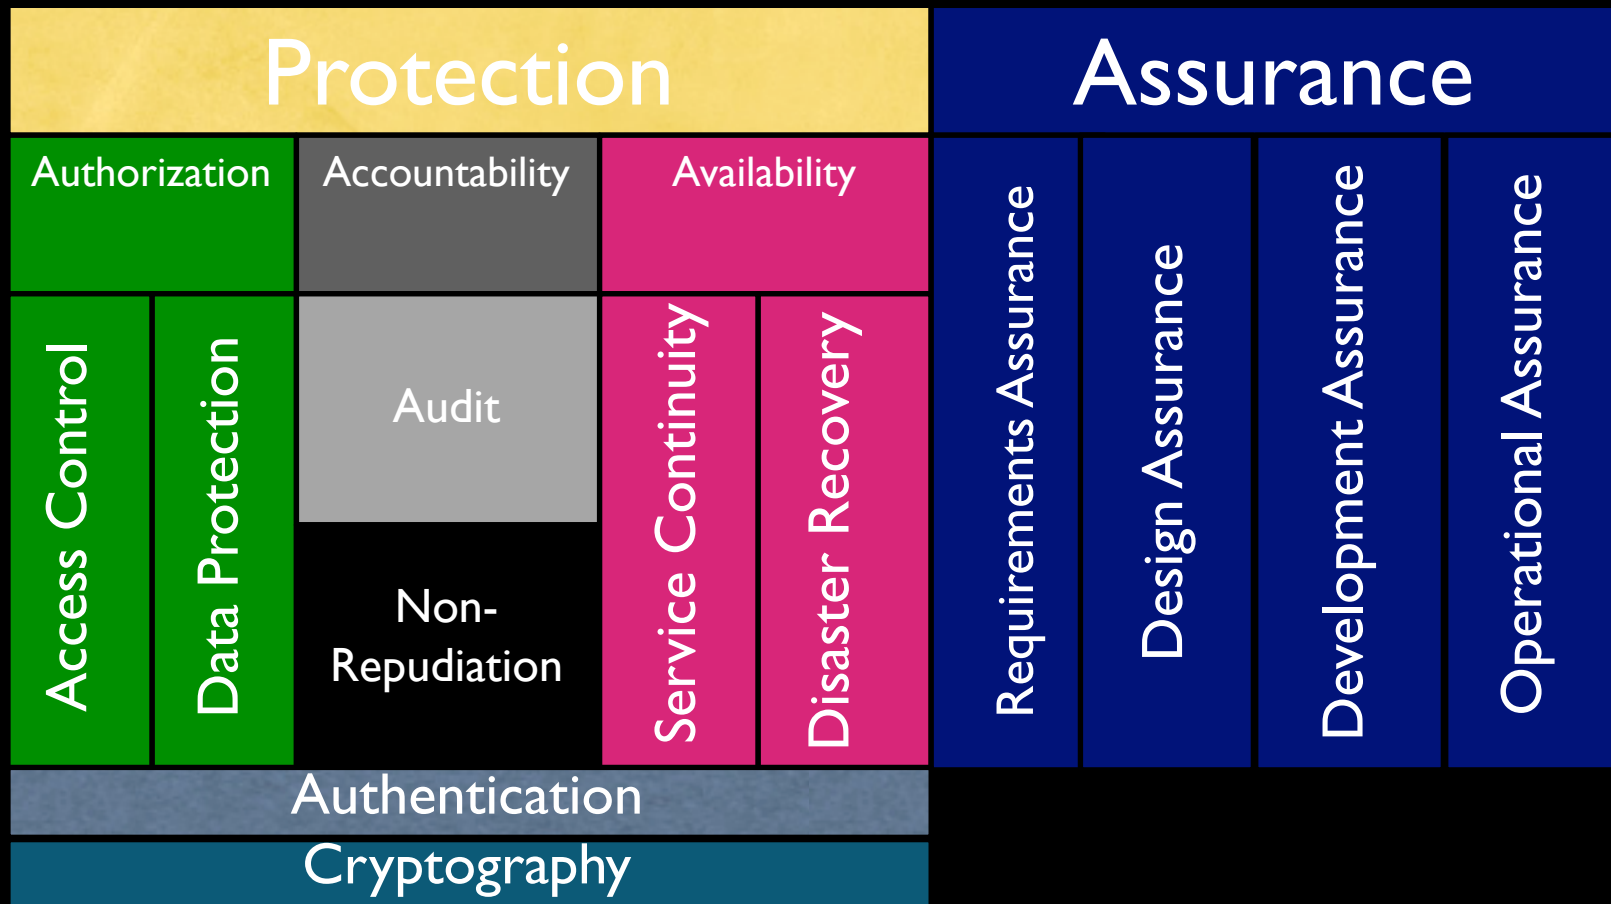 Protection
Assurance
Authorization
Accountability
Availability
Access Control
Data Protection
Audit
Non-
Repudiation
Service Continuity
Disaster Recovery
Requirements Assurance
Design Assurance
Development Assurance
Operational Assurance
Authentication
Cryptography